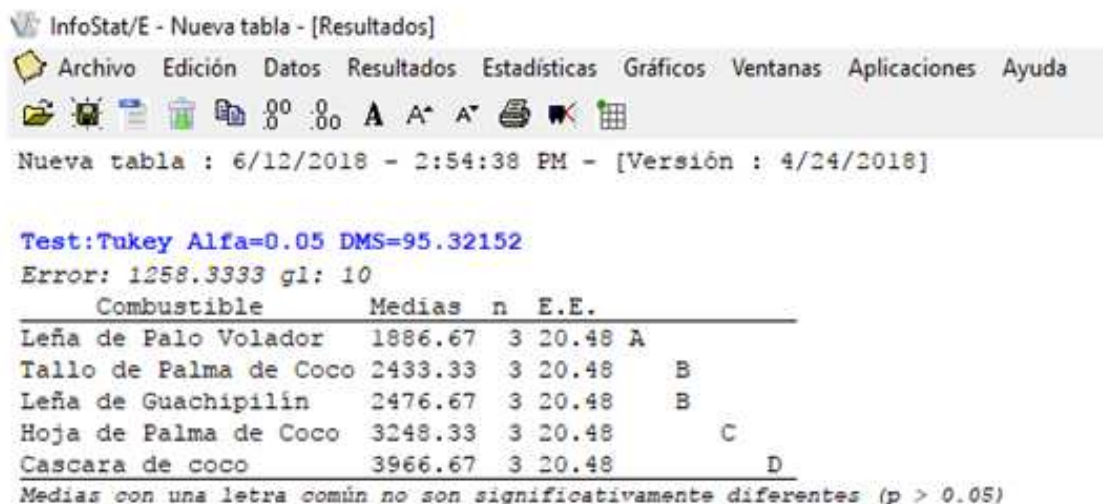 InfoStat/E - Nueva tabla - [Resultados]
Archivo Edición Datos Resultados Estadísticas Gráficos Ventanas Aplicaciones Ayuda
Nueva tabla : 6/12/2018 - 2:54:38 PM - [Versión : 4/24/2018]
Test:Tukey Alfa=0.05 DMS=95.32152
Error: 1258.3333 gl: 10
Combustible Medias n E.E.
Leña de Palo Volador 1886.67 3 20.48 A
Tallo de Palma de Coco 2433.33 3 20.48 B
Leña de Guachipilín 2476.67 3 20.48 B
Hoja de Palma de Coco 3248.33 3 20.48 C
Cascara de coco 3966.67 3 20.48 D
Medias con una letra común no son significativamente diferentes (p > 0.05)